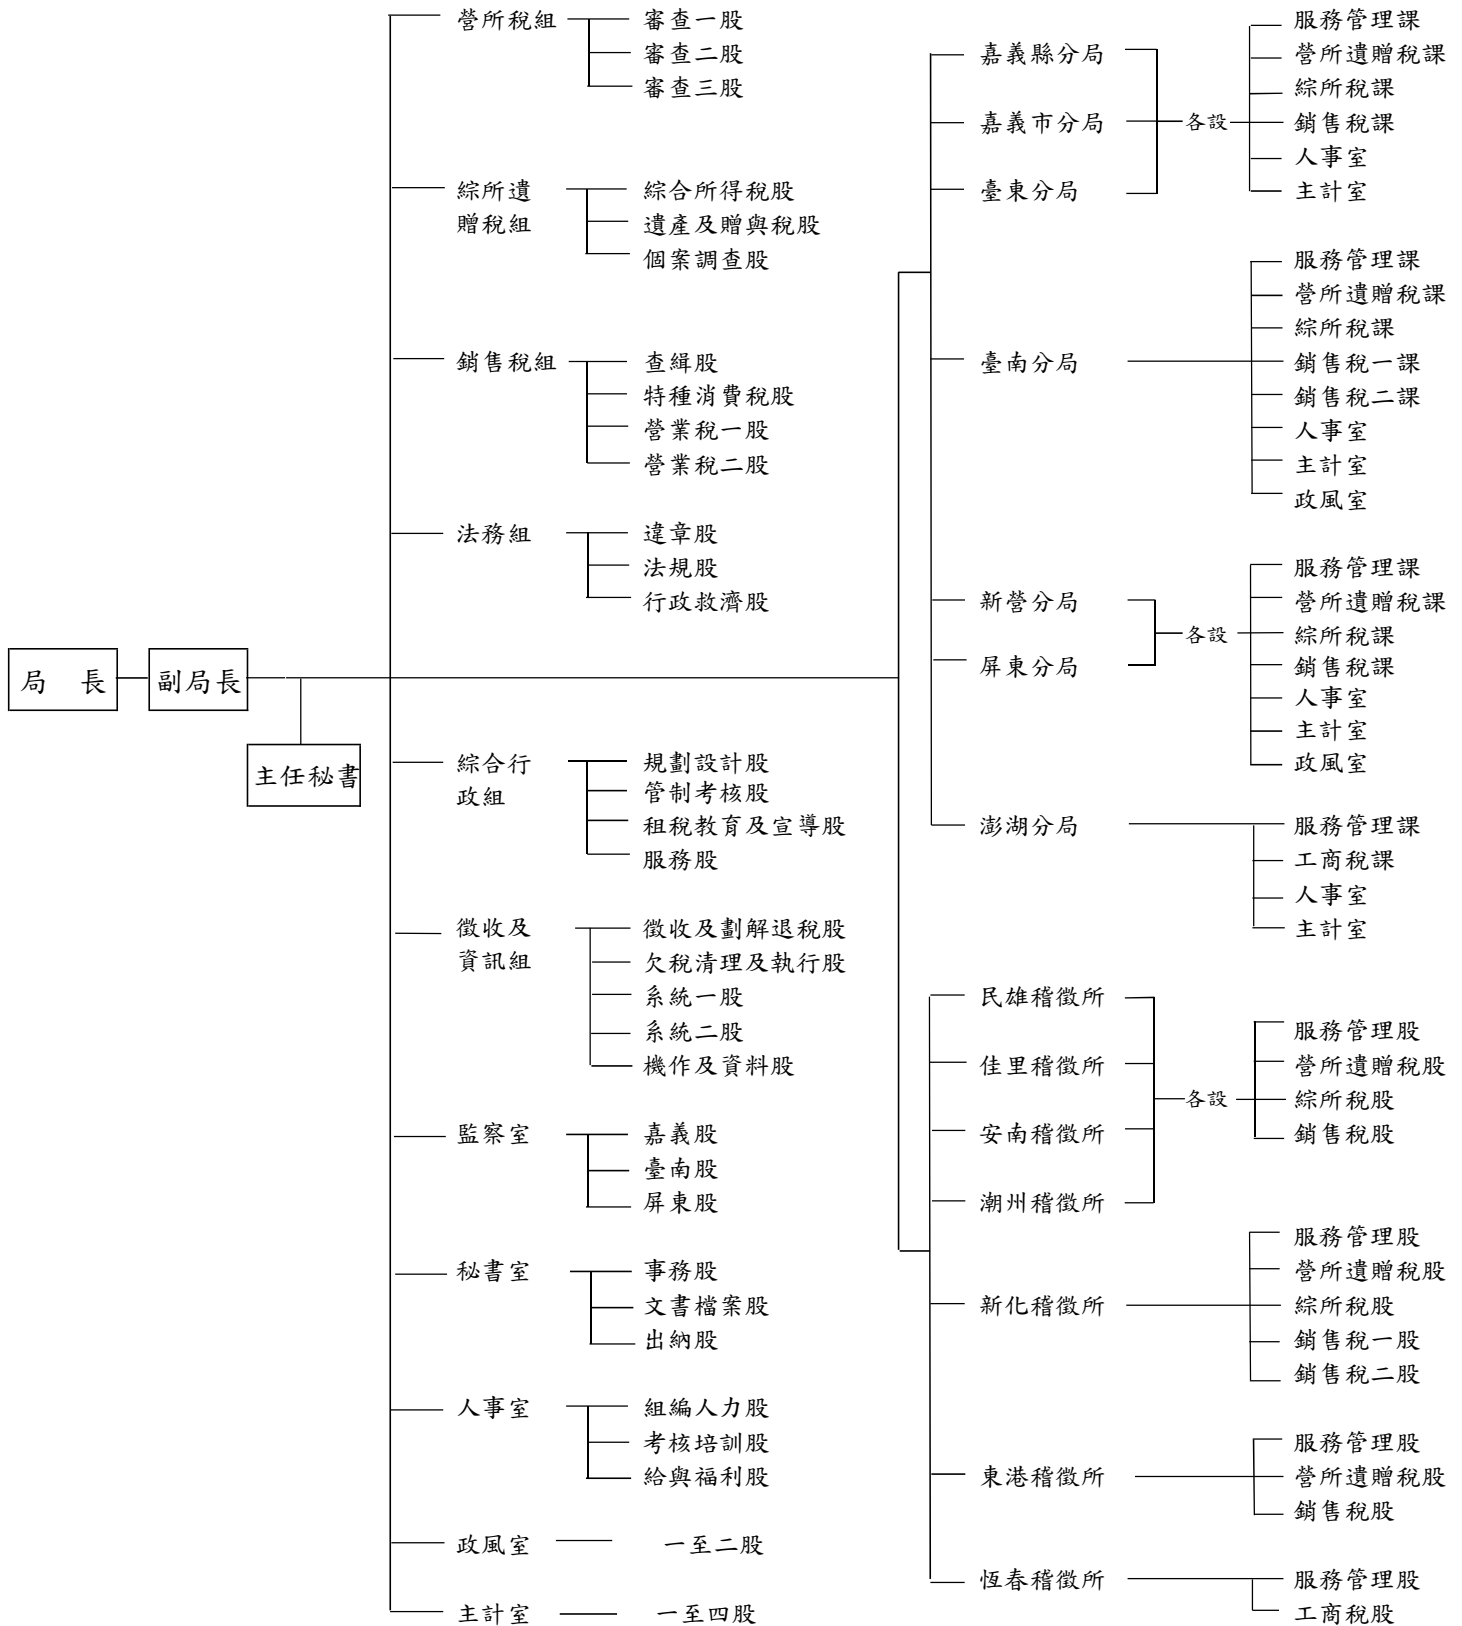 局　長
副局長
主任秘書
營所稅組
審查一股
審查二股
審查三股
綜所遺
贈稅組
綜合所得稅股
遺產及贈與稅股
個案調查股
銷售稅組
查緝股
特種消費稅股
營業稅一股
營業稅二股
法務組
違章股
法規股
行政救濟股
綜合行
政組
規劃設計股
管制考核股
租稅教育及宣導股
服務股
徵收及
資訊組
徵收及劃解退稅股
欠稅清理及執行股
系統一股
系統二股
機作及資料股
監察室
嘉義股
臺南股
屏東股
秘書室
事務股
文書檔案股
出納股
人事室
組編人力股
考核培訓股
給與福利股
政風室
一至二股
主計室
一至四股
嘉義縣分局
嘉義市分局
臺東分局
各設
服務管理課
營所遺贈稅課
綜所稅課
銷售稅課
人事室
主計室
臺南分局
服務管理課
營所遺贈稅課
綜所稅課
銷售稅一課
銷售稅二課
人事室
主計室
政風室
新營分局
屏東分局
各設
服務管理課
營所遺贈稅課
綜所稅課
銷售稅課
人事室
主計室
政風室
澎湖分局
服務管理課
工商稅課
人事室
主計室
民雄稽徵所
佳里稽徵所
安南稽徵所
潮州稽徵所
各設
服務管理股
營所遺贈稅股
綜所稅股
銷售稅股
新化稽徵所
服務管理股
營所遺贈稅股
綜所稅股
銷售稅一股
銷售稅二股
東港稽徵所
服務管理股
營所遺贈稅股
銷售稅股
恆春稽徵所
服務管理股
工商稅股